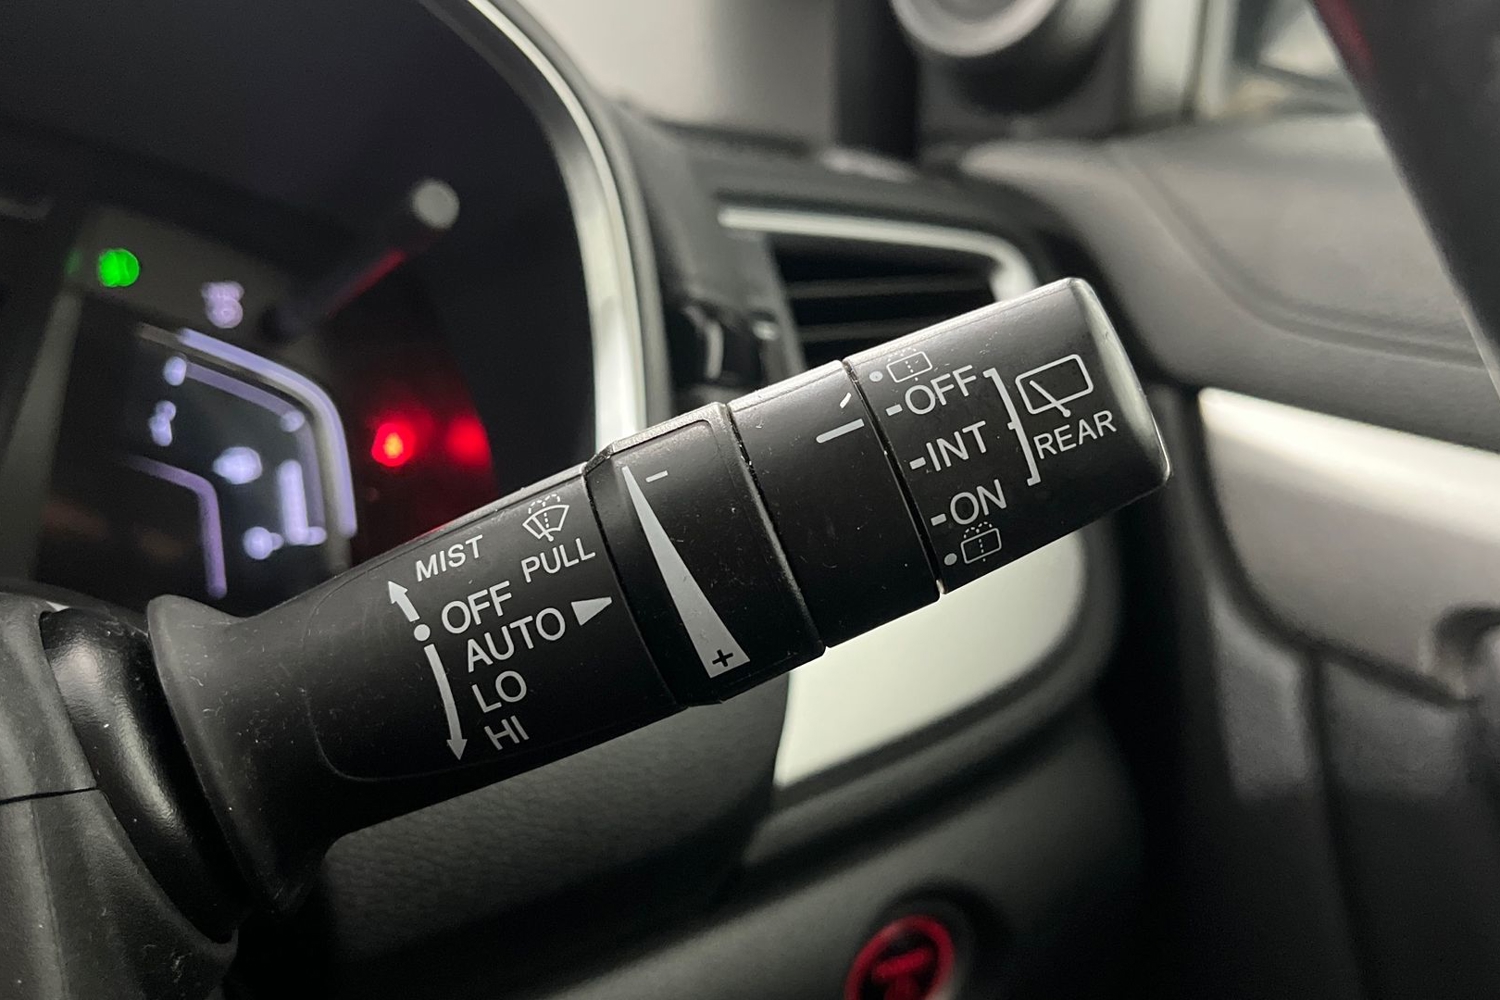 MIST
PULL
OFF
AUTO
LO
HI
−
+
OFF
INT
ON
REAR